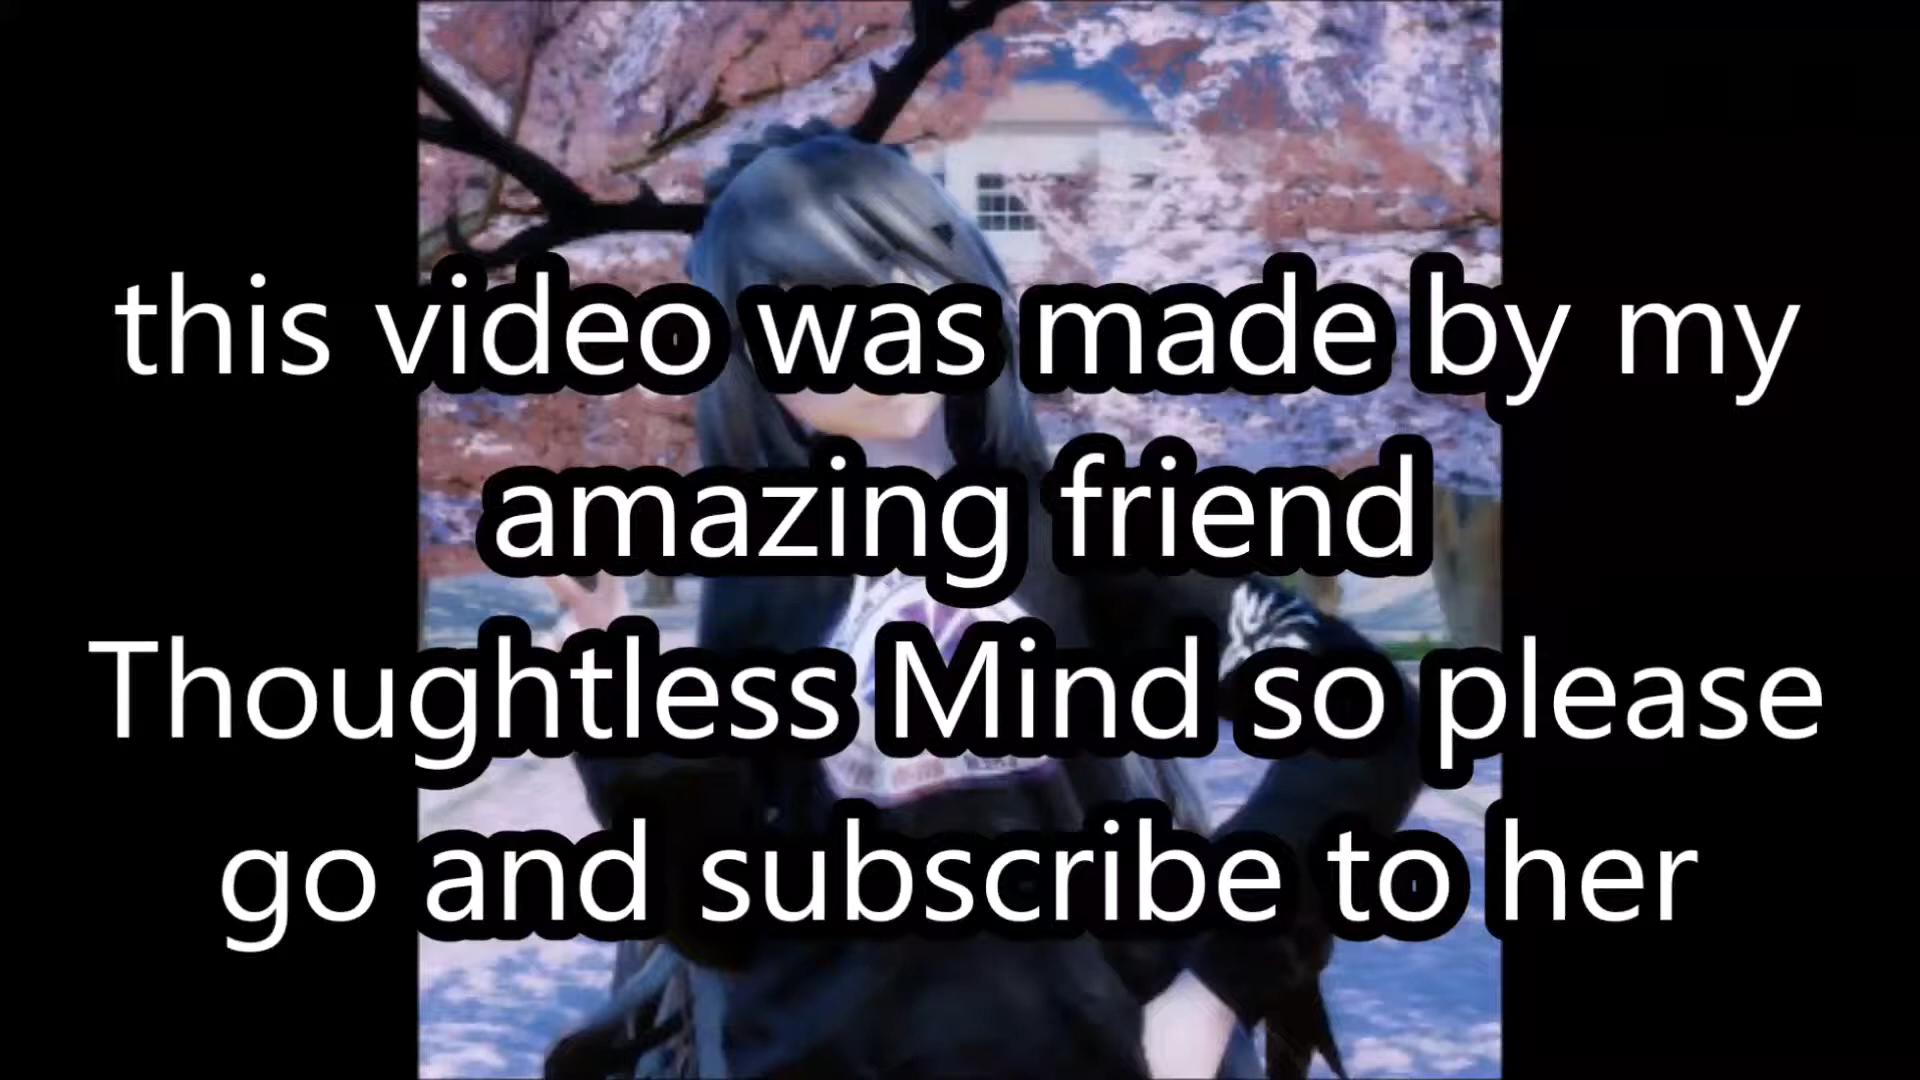 this video was made by my
amazing friend
Thoughtless Mind so please
go and subscribe to her